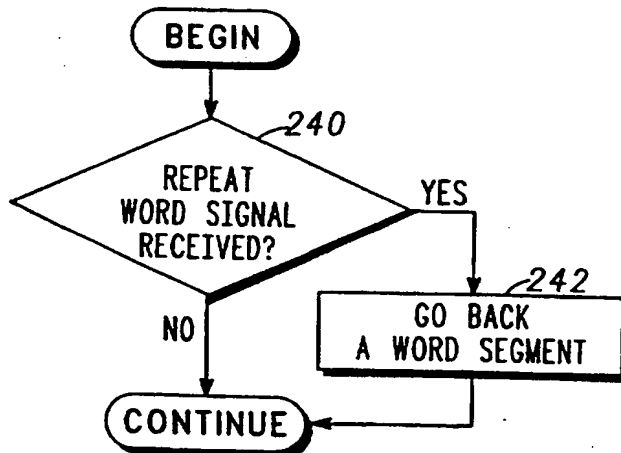 BEGIN
240
REPEAT
WORD SIGNAL
RECEIVED?
YES
242
GO BACK
A WORD SEGMENT
NO
CONTINUE